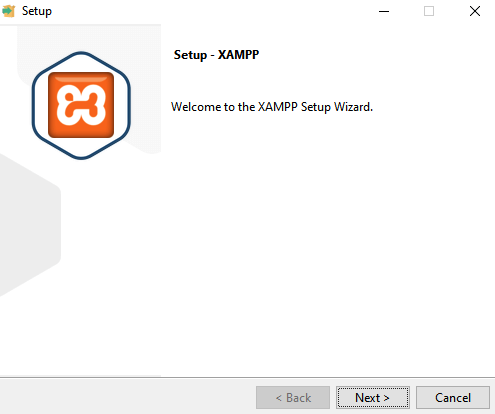 Setup
Setup - XAMPP
Welcome to the XAMPP Setup Wizard.
< Back
Next >
Cancel